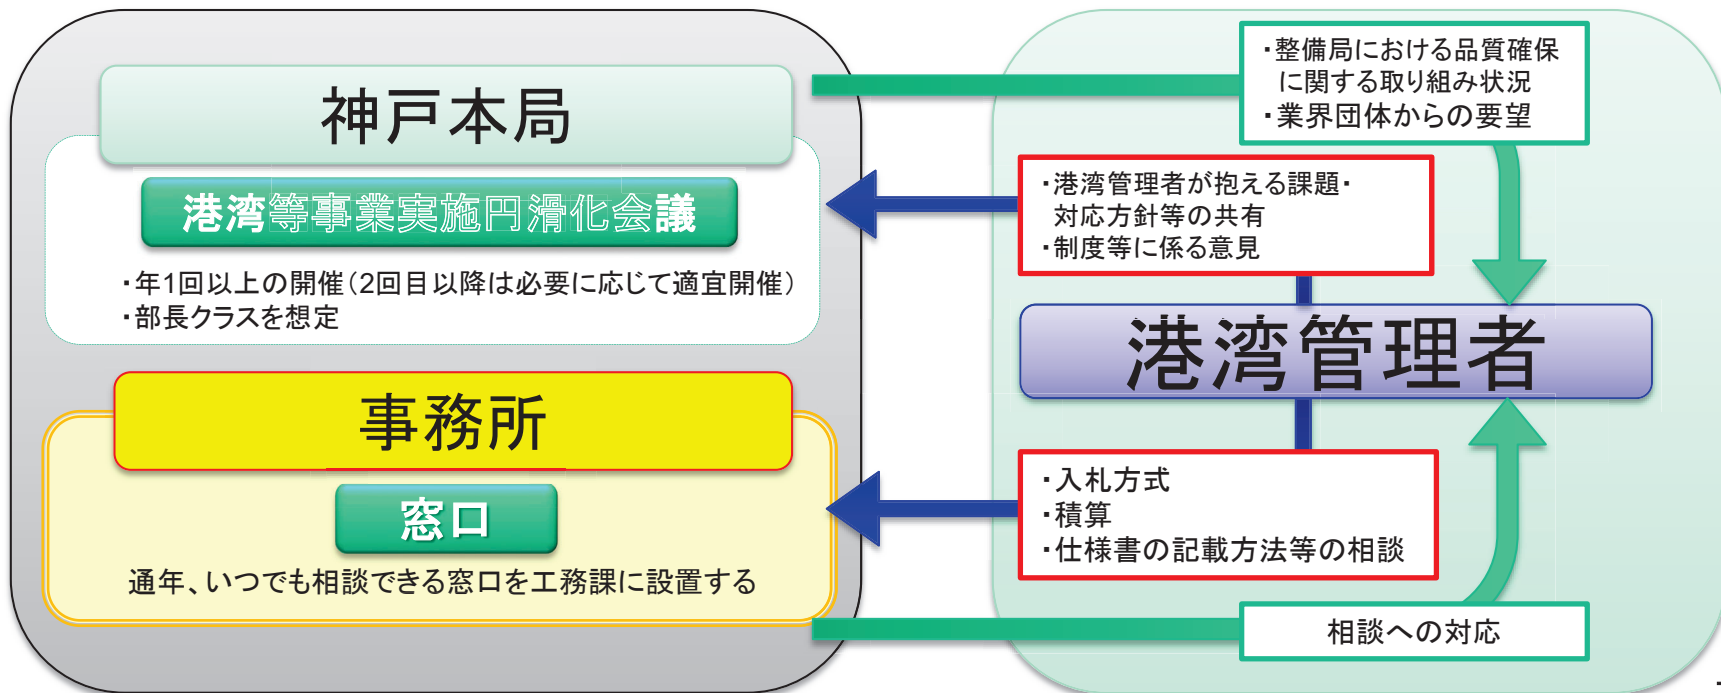 神戸本局
港湾等事業実施円滑化会議
・年1回以上の開催(2回目以降は必要に応じて適宜開催)
・部長クラスを想定
事務所
窓口
通年、いつでも相談できる窓口を工務課に設置する
・整備局における品質確保
に関する取り組み状況
・業界団体からの要望
・港湾管理者が抱える課題・
対応方針等の共有
・制度等に係る意見
港湾管理者
・入札方式
・積算
・仕様書の記載方法等の相談
相談への対応